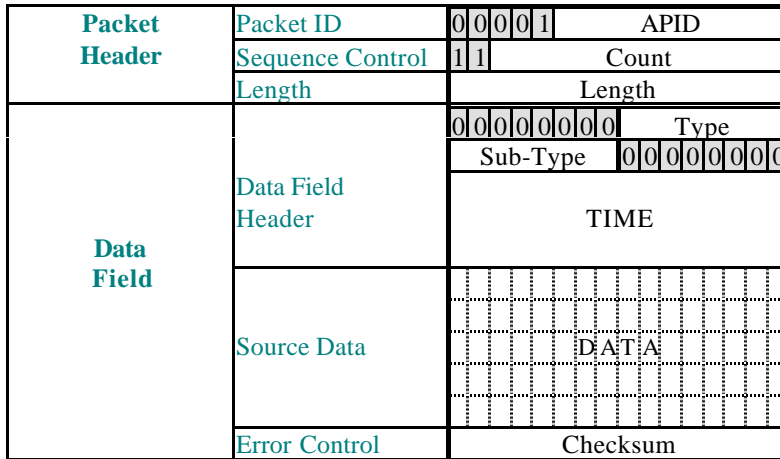 Packet Header
Packet ID
0 0 0 0 1 APID
Sequence Control
1 1 Count
Length
Length
Data Field
Data Field Header
0 0 0 0 0 0 0 0 Type
Sub-Type 0 0 0 0 0 0 0 0
TIME
Source Data
DATA
Error Control
Checksum